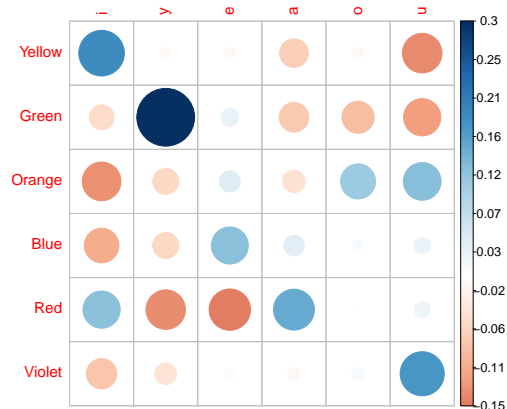 i y e a o u
Yellow
Green
Orange
Blue
Red
Violet
0.3
0.25
0.21
0.16
0.12
0.07
0.03
-0.02
-0.06
-0.11
-0.15